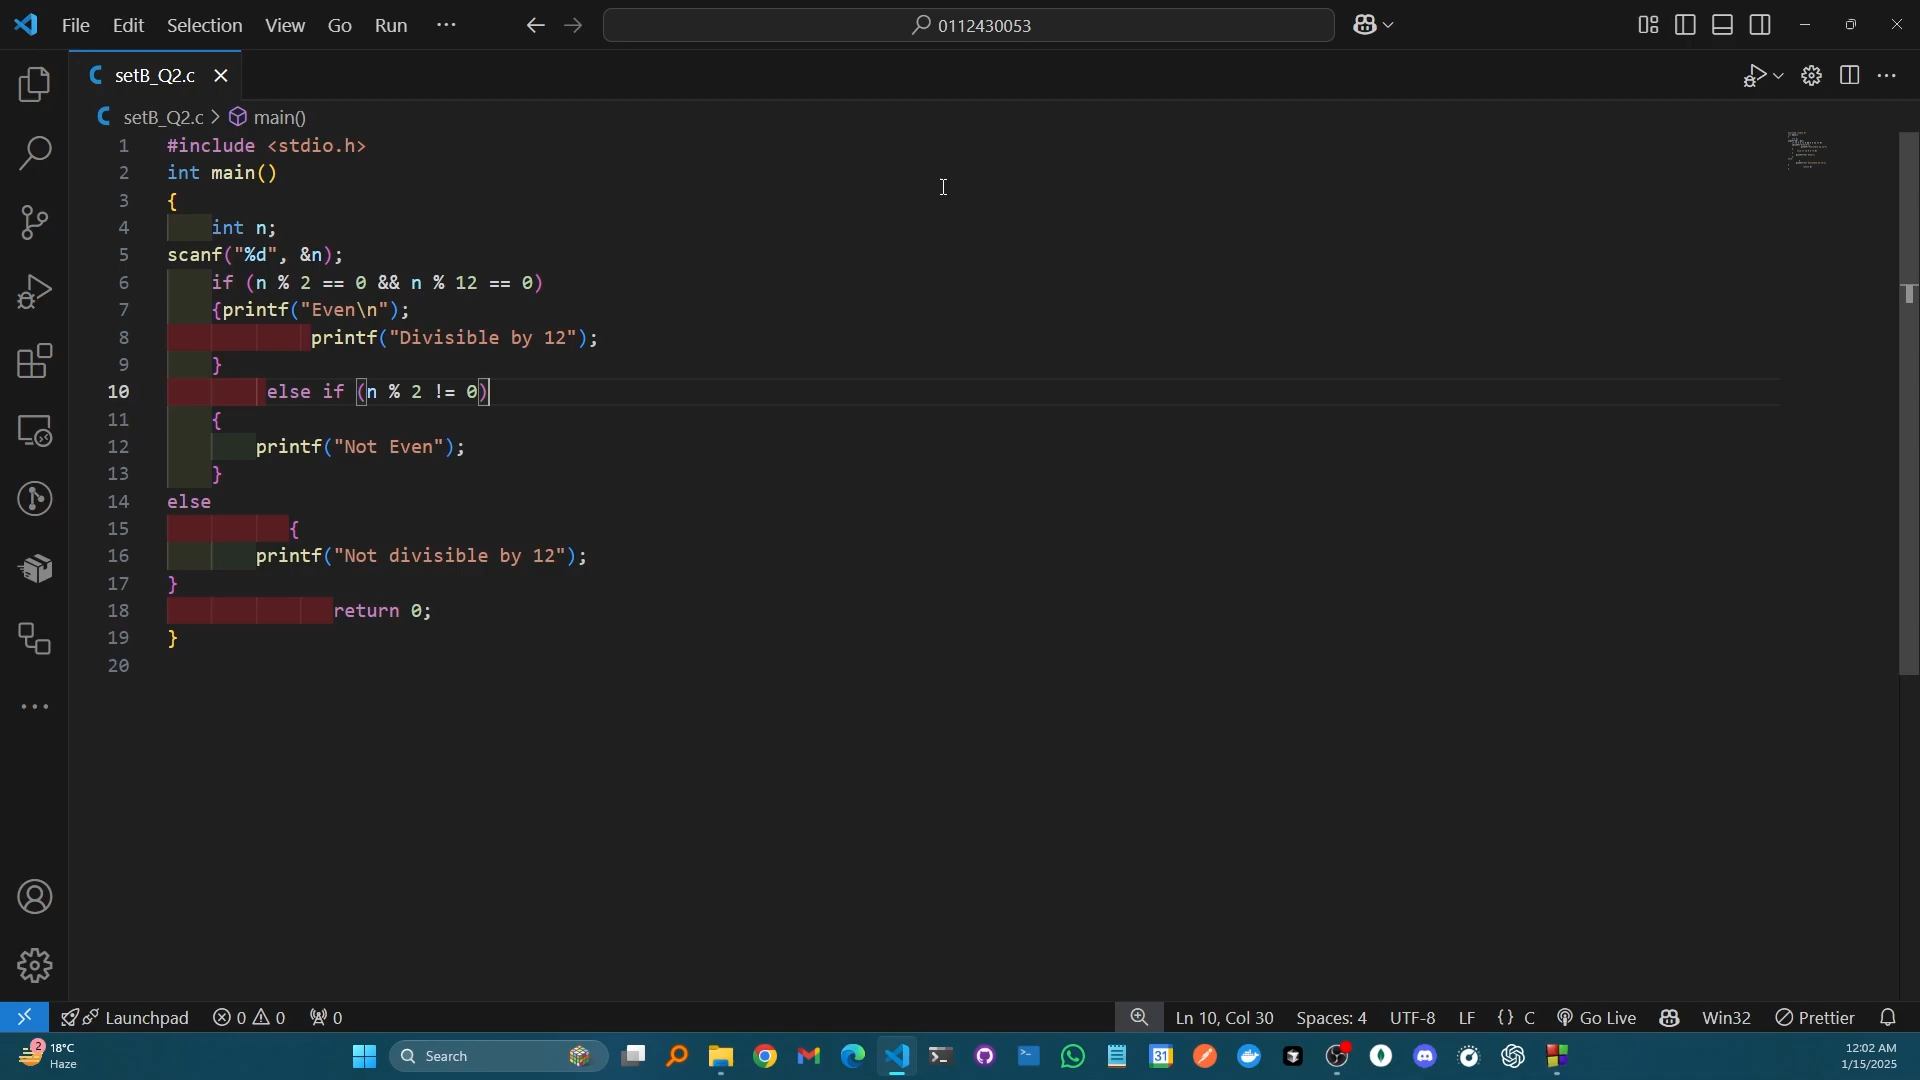 File Edit Selection View Go Run ··· 0112430053
setB_Q2.c
setB_Q2.c > main()
1 #include <stdio.h>
2 int main()
3 {
4 int n;
5 scanf("%d", &n);
6 if (n % 2 == 0 && n % 12 == 0)
7 {printf("Even\n");
8 printf("Divisible by 12");
9 }
10 else if (n % 2 != 0)
11 {
12 printf("Not Even");
13 }
14 else
15 {
16 printf("Not divisible by 12");
17 }
18 return 0;
19 }
20
Launchpad 0 0 0 Ln 10, Col 30 Spaces: 4 UTF-8 LF {} C Go Live Win32 Prettier
2 18°C Search 31 12:02 AM
Haze 1/15/2025